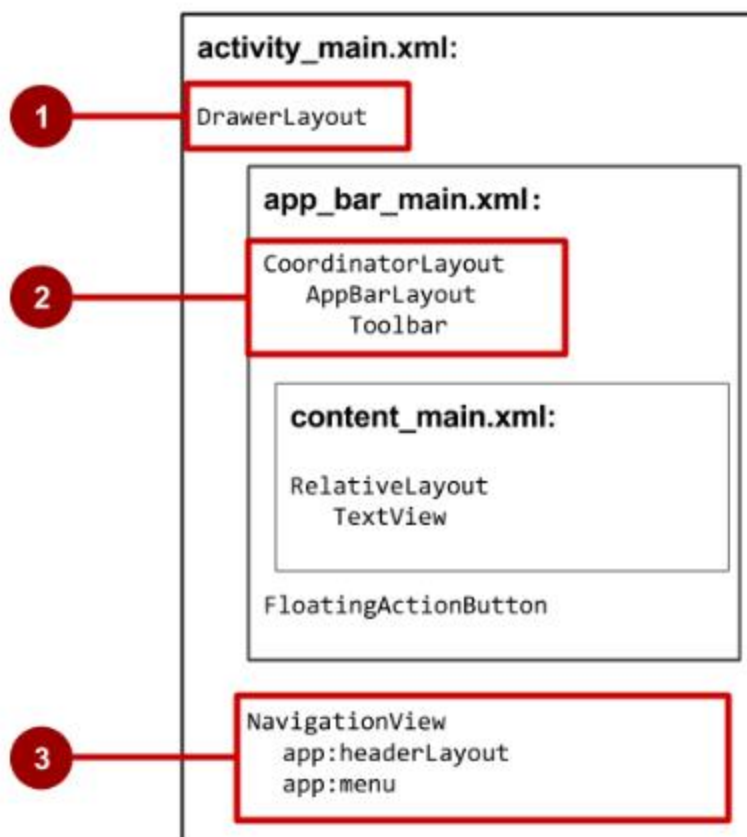 activity_main.xml:
1
DrawerLayout
app_bar_main.xml:
2
CoordinatorLayout
AppBarLayout
Toolbar
content_main.xml:
RelativeLayout
TextView
FloatingActionButton
3
NavigationView
app:headerLayout
app:menu